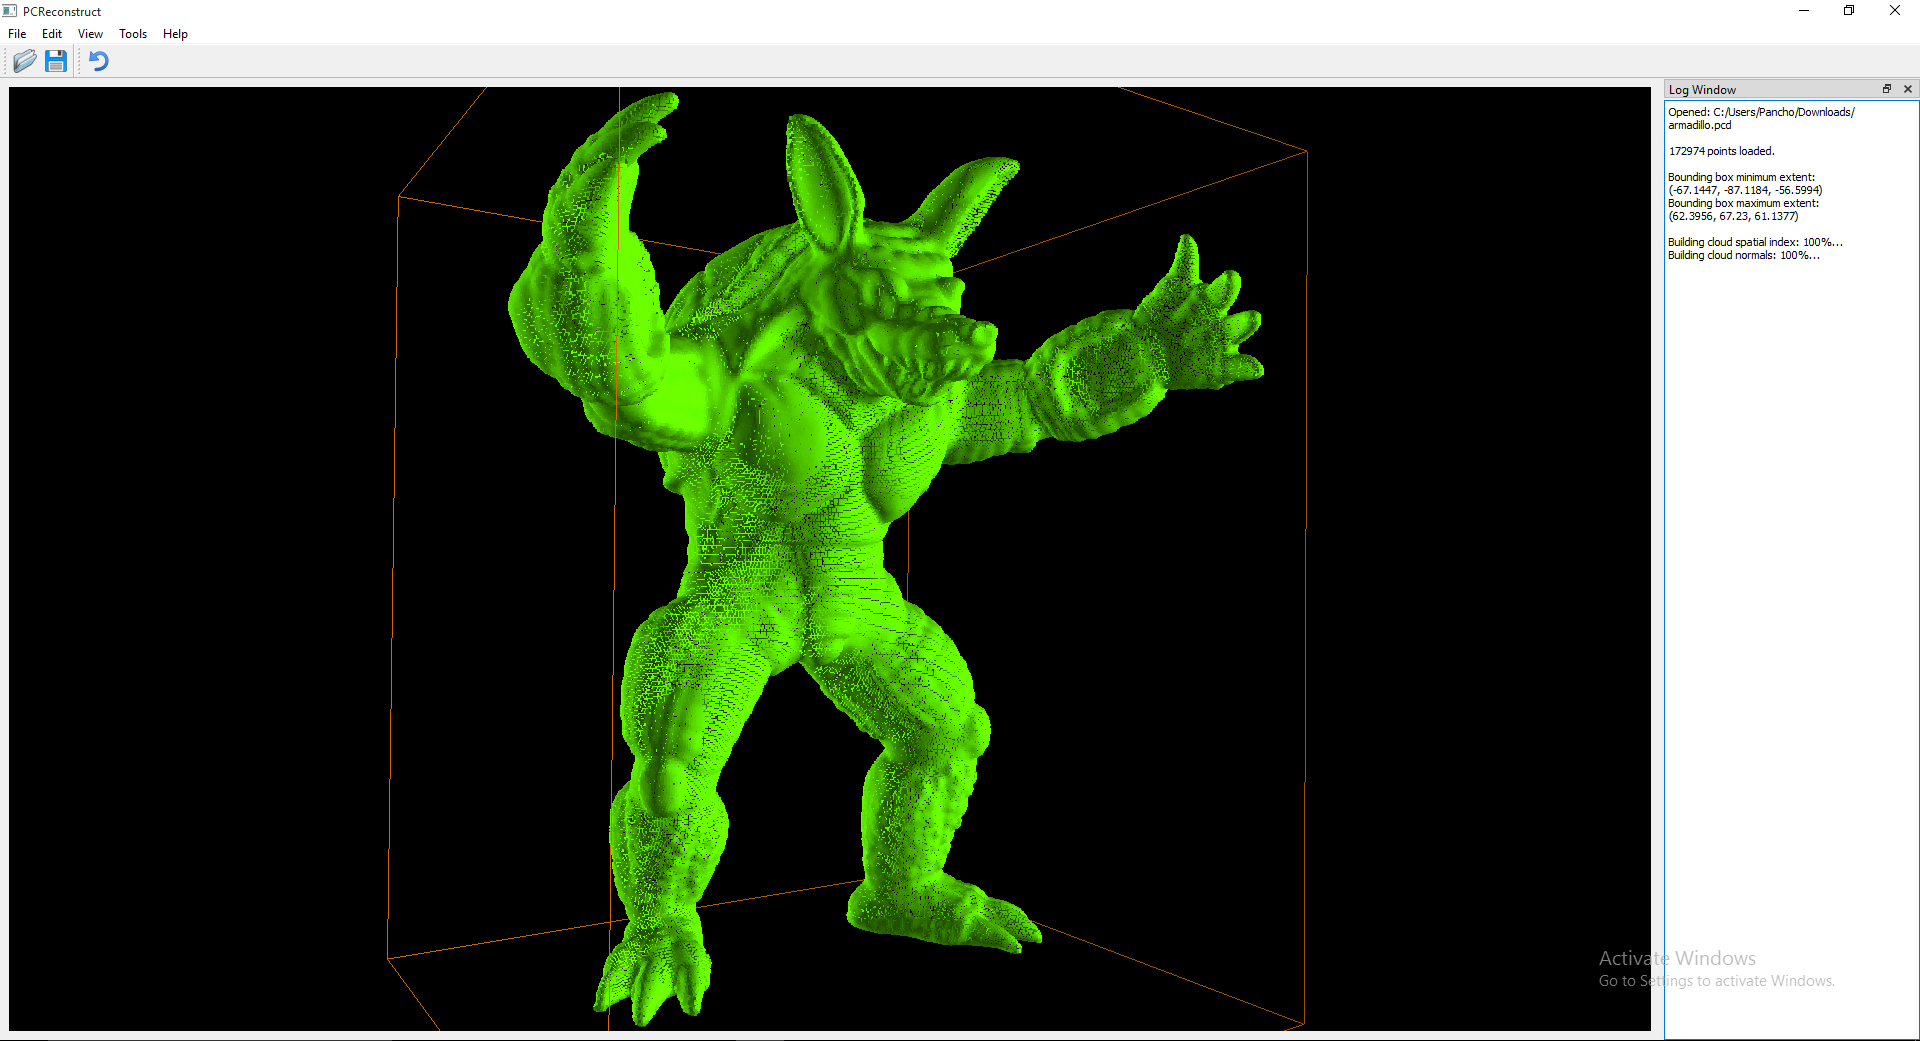 PCReconstruct
File Edit View Tools Help
Log Window
Opened: C:/Users/Pancho/Downloads/
armadillo.pcd
172974 points loaded.
Bounding box minimum extent:
(-67.1447, -87.1184, -56.5994)
Bounding box maximum extent:
(62.3956, 67.23, 61.1377)
Building cloud spatial index: 100%...
Building cloud normals: 100%...
Activate Windows
Go to Settings to activate Windows.